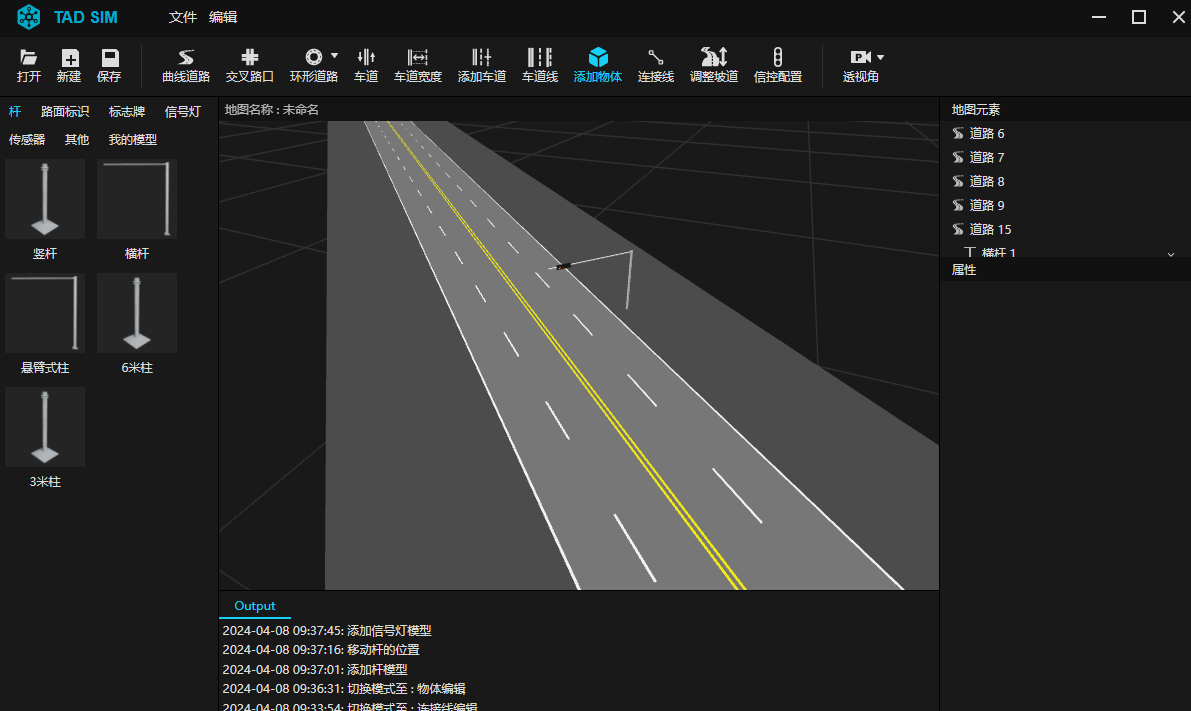 TAD SIM 文件 编辑
打开 新建 保存 曲线道路 交叉路口 环形道路 车道 车道宽度 添加车道 车道线 添加物体 连接线 调整坡道 信控配置 透视角
杆 路面标识 标志牌 信号灯
传感器 其他 我的模型
竖杆 横杆
悬臂式柱 6米柱
3米柱
地图名称 : 未命名
Output
2024-04-08 09:37:45: 添加信号灯模型
2024-04-08 09:37:16: 移动杆的位置
2024-04-08 09:37:01: 添加杆模型
2024-04-08 09:36:31: 切换模式至 : 物体编辑
2024-04-08 09:33:54: 切换模式至 : 连接线编辑
地图元素
道路 6
道路 7
道路 8
道路 9
道路 15
横杆 1
属性